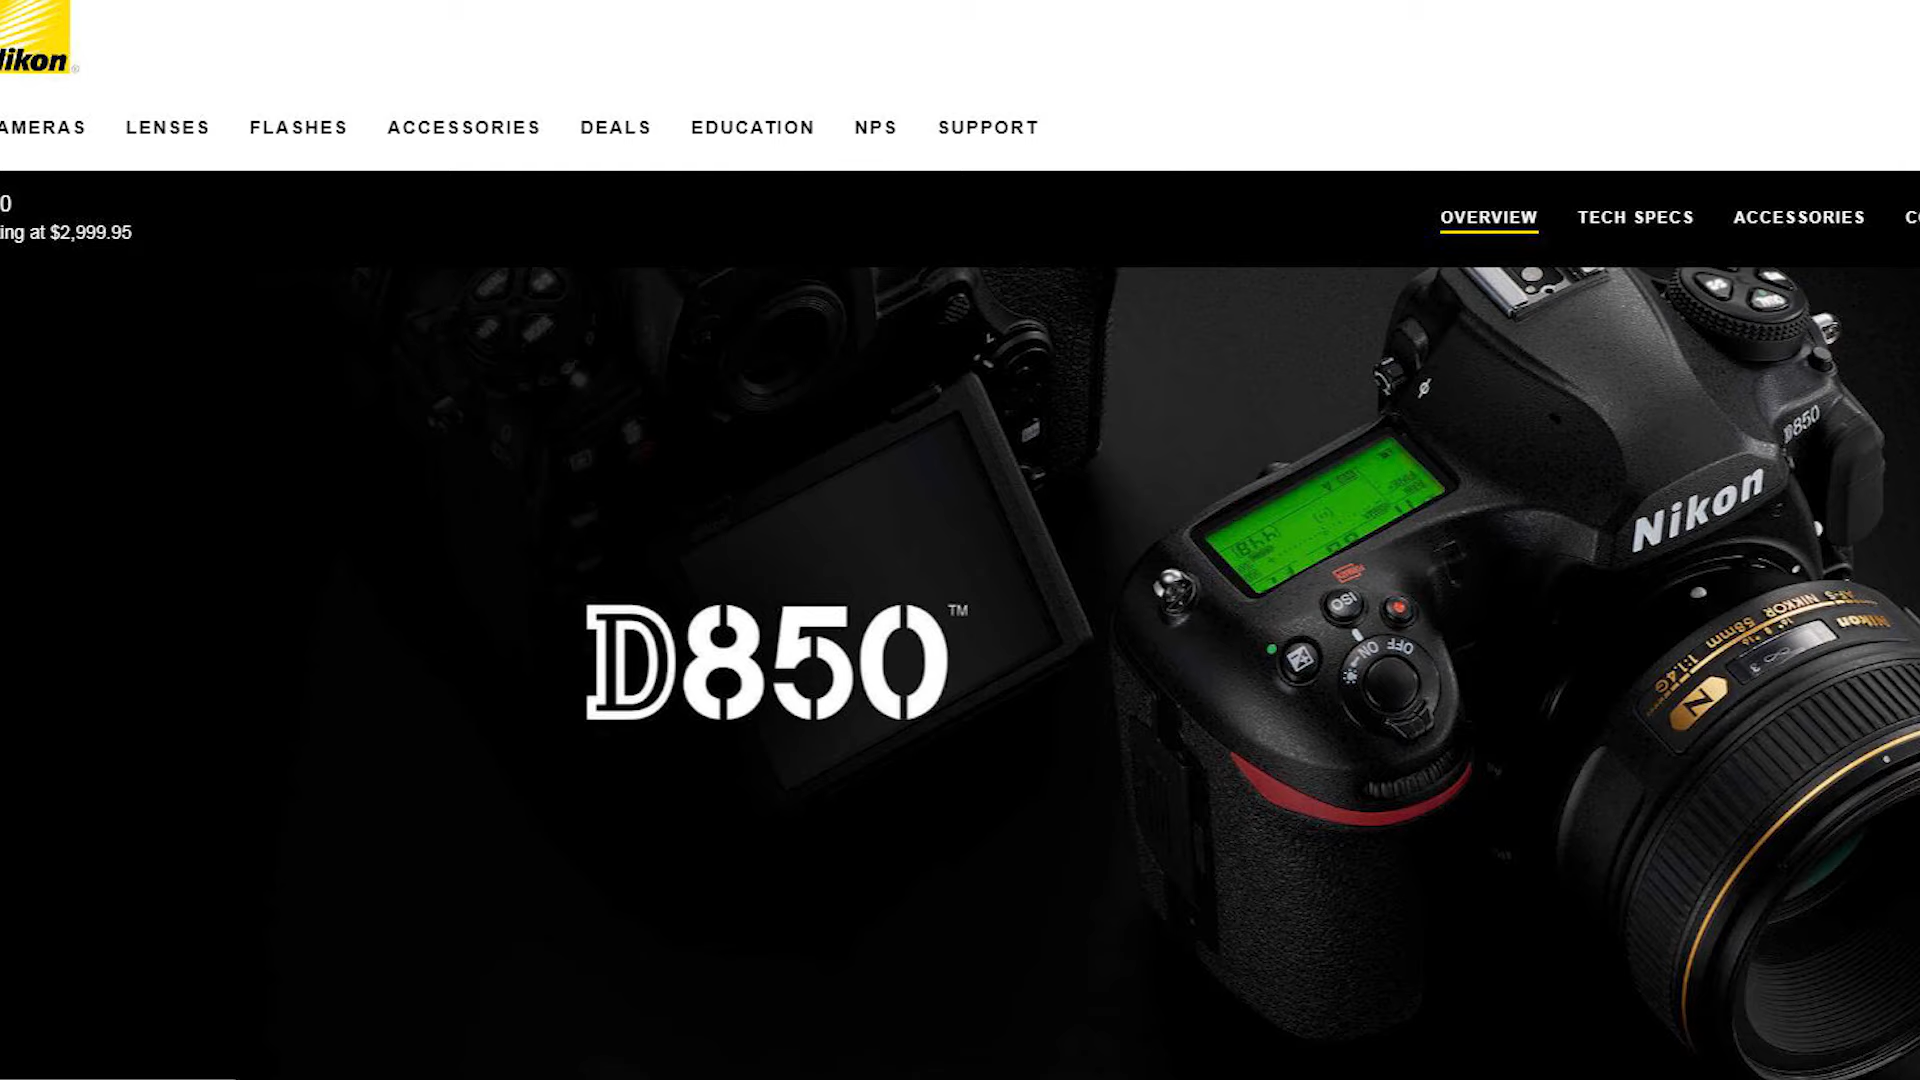 Nikon
AMERAS LENSES FLASHES ACCESSORIES DEALS EDUCATION NPS SUPPORT
0
ing at $2,999.95
OVERVIEW TECH SPECS ACCESSORIES C
D850
Nikon
ISO
OFF
ON
D850™
Nikon
AF-S NIKKOR
58mm 1:1.4G
N